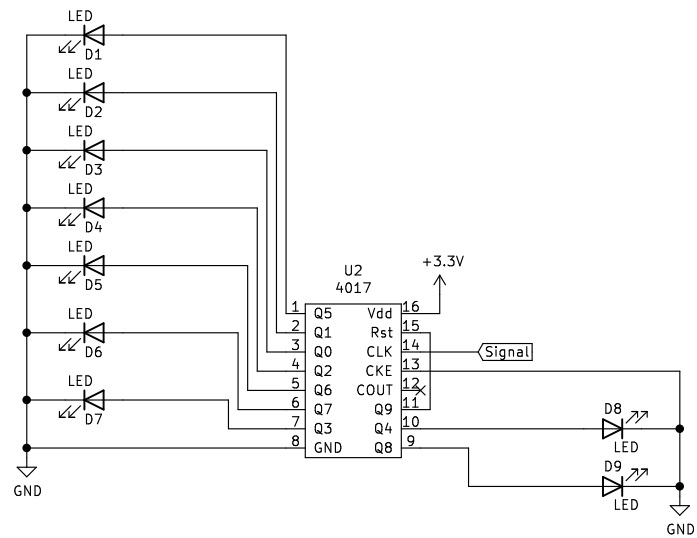 LED
D1
LED
D2
LED
D3
LED
D4
LED
D5
LED
D6
LED
D7
GND
U2
4017
+3.3V
1 Q5 Vdd 16
2 Q1 Rst 15
3 Q0 CLK 14
4 Q2 CKE 13
5 Q6 COUT 12
6 Q7 Q9 11
7 Q3 Q4 10
8 GND Q8 9
Signal
D8
LED
D9
LED
GND